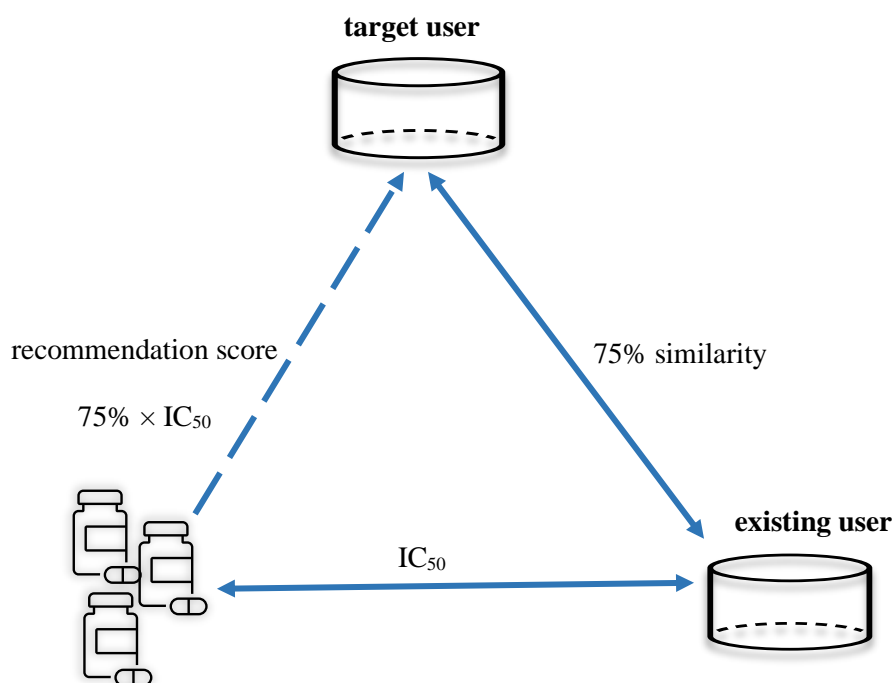 target user
recommendation score
75% similarity
75% × IC₅₀
existing user
IC₅₀